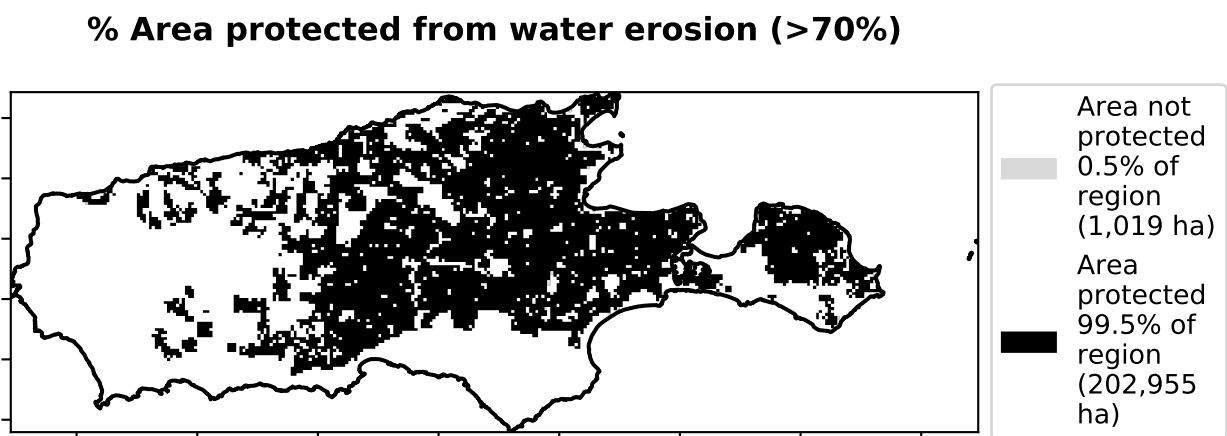 % Area protected from water erosion (>70%)
Area not
protected
0.5% of
region
(1,019 ha)
Area
protected
99.5% of
region
(202,955
ha)